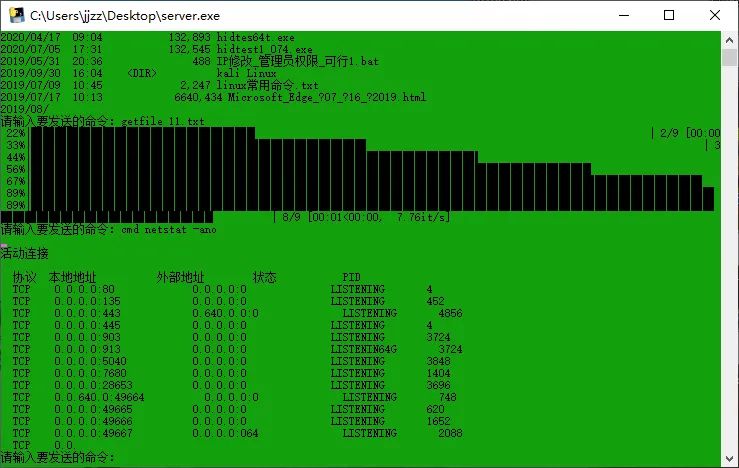 C:\Users\jjzz\Desktop\server.exe
2020/04/17  09:04           132,893 hidtes64t.exe
2020/07/05  17:31           132,545 hidtest1_074.exe
2019/05/31  20:36               488 IP修改_管理员权限_可行1.bat
2019/09/30  16:04    <DIR>          kali Linux
2020/07/09  10:45             2,247 linux常用命令.txt
2019/07/17  10:13         6640,434 Microsoft_Edge_?07_?16_?2019.html
2019/08/
请输入要发送的命令: getfile 11.txt
22%| | 2/9 [00:00
33%| | 3
44%|
56%|
67%|
89%|
89%|
| 8/9 [00:01<00:00,  7.76it/s]
请输入要发送的命令: cmd netstat -ano
活动连接
协议  本地地址          外部地址        状态           PID
TCP    0.0.0.0:80             0.0.0.0:0              LISTENING       4
TCP    0.0.0.0:135            0.0.0.0:0              LISTENING       452
TCP    0.0.0.0:443            0.640.0.0:0              LISTENING       4856
TCP    0.0.0.0:445            0.0.0.0:0              LISTENING       4
TCP    0.0.0.0:903            0.0.0.0:0              LISTENING       3724
TCP    0.0.0.0:913            0.0.0.0:0              LISTENIN64G       3724
TCP    0.0.0.0:5040           0.0.0.0:0              LISTENING       3848
TCP    0.0.0.0:7680           0.0.0.0:0              LISTENING       1404
TCP    0.0.0.0:28653          0.0.0.0:0              LISTENING       3696
TCP    0.0.640.0:49664          0.0.0.0:0              LISTENING       748
TCP    0.0.0.0:49665          0.0.0.0:0              LISTENING       620
TCP    0.0.0.0:49666          0.0.0.0:0              LISTENING       1652
TCP    0.0.0.0:49667          0.0.0.0:064              LISTENING       2088
TCP    0.0.
请输入要发送的命令: